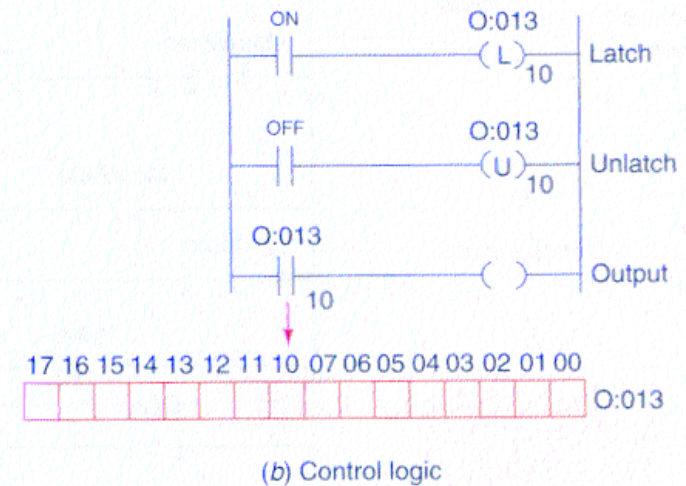 ON O:013
L
10 Latch
OFF O:013
U
10 Unlatch
O:013
10 Output
17 16 15 14 13 12 11 10 07 06 05 04 03 02 01 00
O:013
(b) Control logic